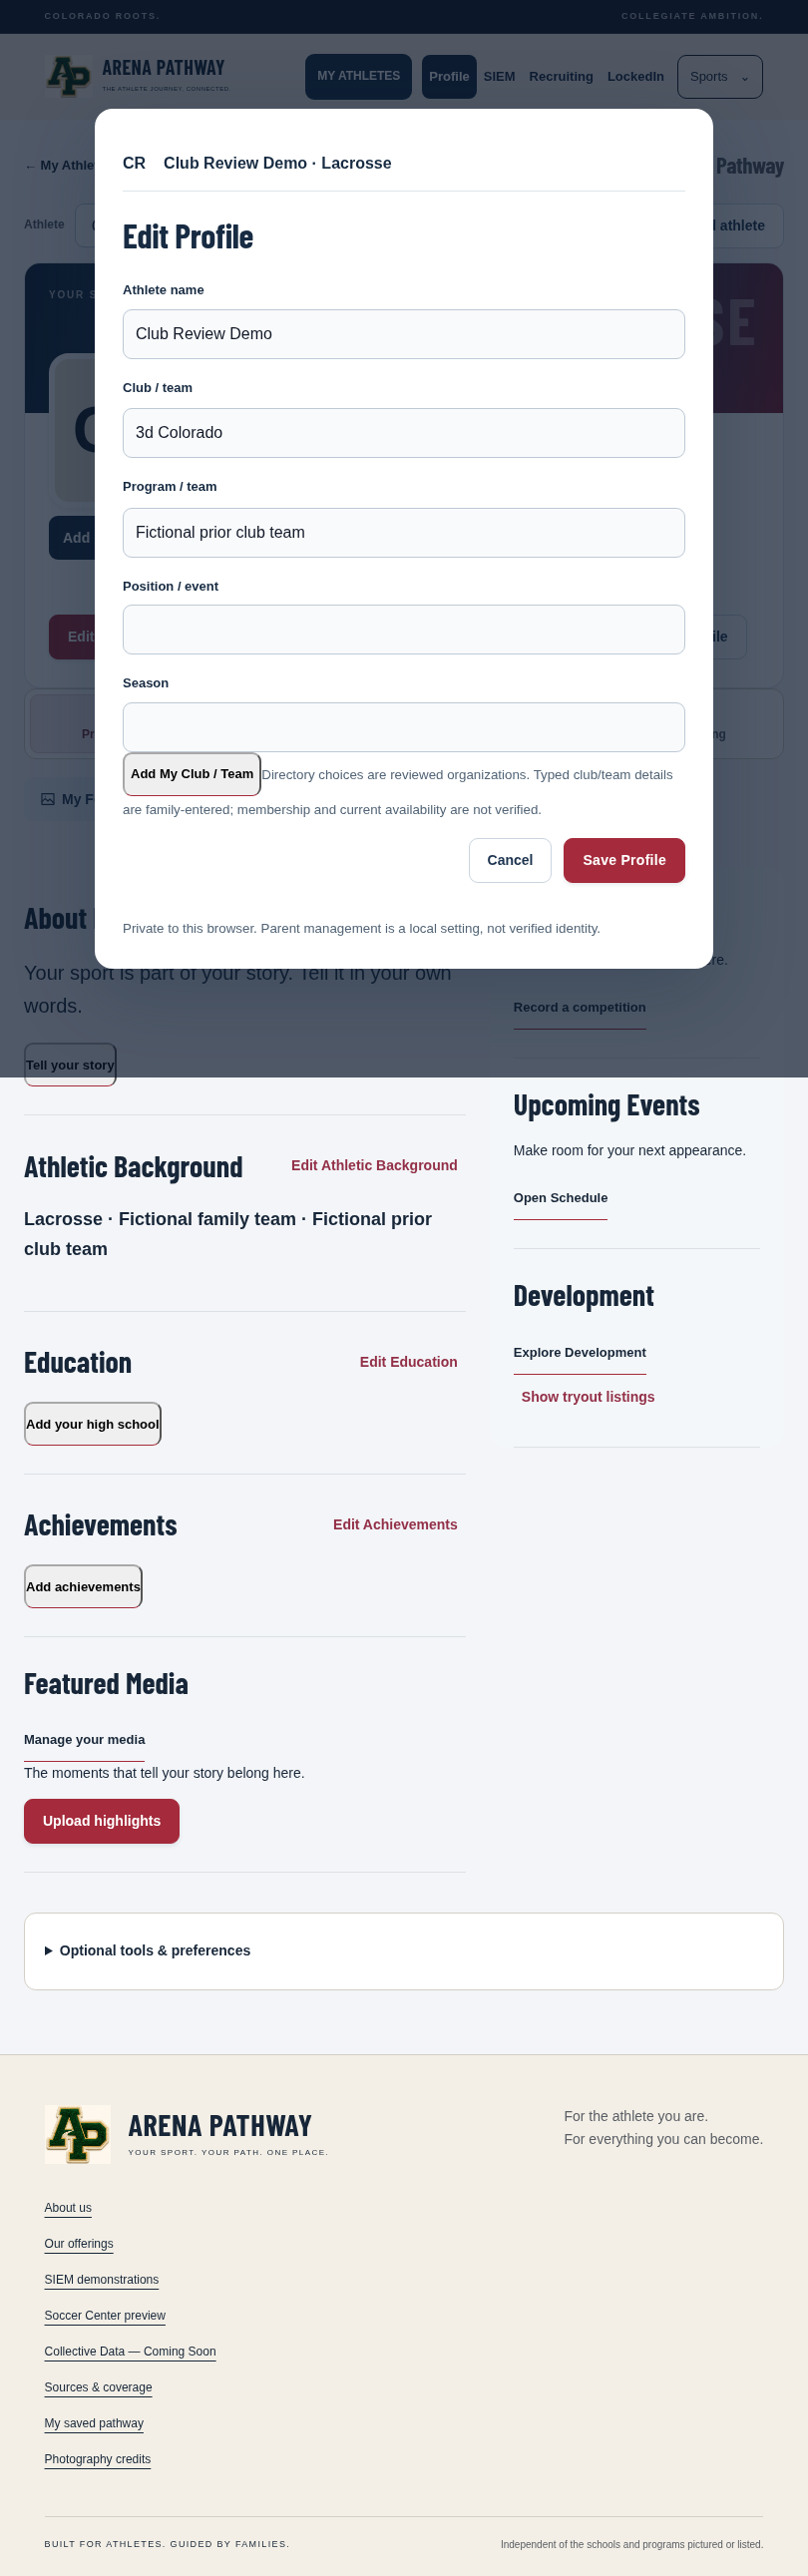 COLORADO ROOTS.
COLLEGIATE AMBITION.
AP
ARENA PATHWAY
THE ATHLETE JOURNEY, CONNECTED.
MY ATHLETES
Profile
SIEM
Recruiting
LockedIn
Sports
← My
Pathway
Athlete
athlete
YOUR
CR Club Review Demo · Lacrosse
Edit Profile
Athlete name
Club Review Demo
Club / team
3d Colorado
Program / team
Fictional prior club team
Position / event
Season
Add My Club / Team Directory choices are reviewed organizations. Typed club/team details
are family-entered; membership and current availability are not verified.
Cancel
Save Profile
Private to this browser. Parent management is a local setting, not verified identity.
Add
Edit
My
About
Your sport is part of your story. Tell it in your own
words.
Tell your story
Record a competition
Upcoming Events
Make room for your next appearance.
Open Schedule
Athletic Background
Edit Athletic Background
Lacrosse · Fictional family team · Fictional prior
club team
Development
Explore Development
Show tryout listings
Education
Edit Education
Add your high school
Achievements
Edit Achievements
Add achievements
Featured Media
Manage your media
The moments that tell your story belong here.
Upload highlights
Optional tools & preferences
AP
ARENA PATHWAY
YOUR SPORT. YOUR PATH. ONE PLACE.
For the athlete you are.
For everything you can become.
About us
Our offerings
SIEM demonstrations
Soccer Center preview
Collective Data — Coming Soon
Sources & coverage
My saved pathway
Photography credits
BUILT FOR ATHLETES. GUIDED BY FAMILIES.
Independent of the schools and programs pictured or listed.